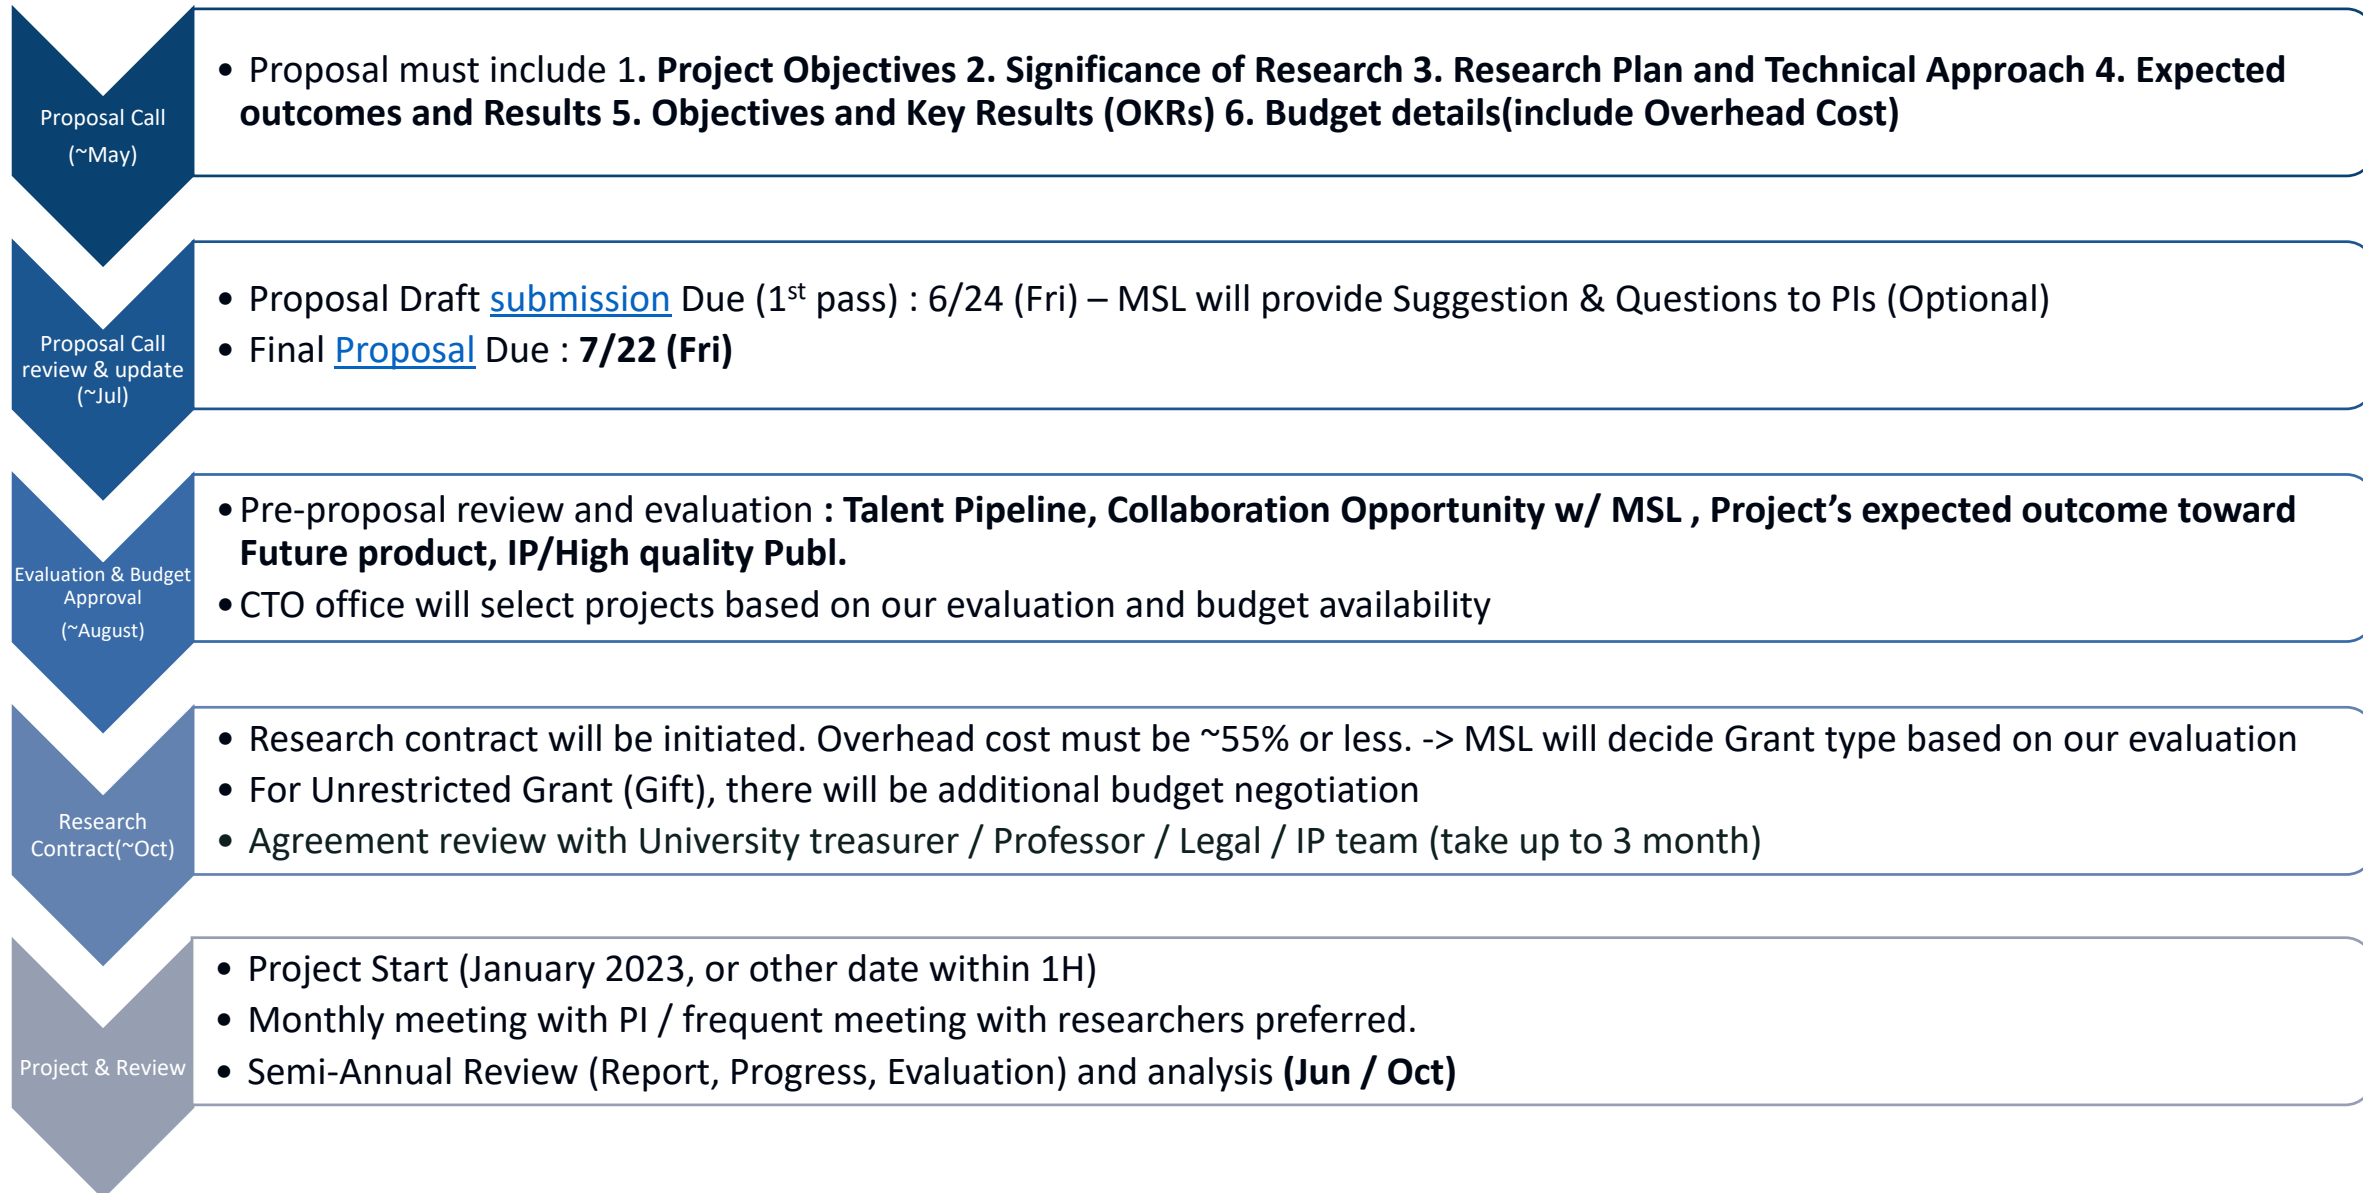 Proposal Call
(~May)
• Proposal must include 1. Project Objectives 2. Significance of Research 3. Research Plan and Technical Approach 4. Expected
outcomes and Results 5. Objectives and Key Results (OKRs) 6. Budget details(include Overhead Cost)
Proposal Call
review & update
(~Jul)
• Proposal Draft submission Due (1st pass) : 6/24 (Fri) – MSL will provide Suggestion & Questions to PIs (Optional)
• Final Proposal Due : 7/22 (Fri)
Evaluation & Budget
Approval
(~August)
• Pre-proposal review and evaluation : Talent Pipeline, Collaboration Opportunity w/ MSL , Project’s expected outcome toward
Future product, IP/High quality Publ.
• CTO office will select projects based on our evaluation and budget availability
Research
Contract(~Oct)
• Research contract will be initiated. Overhead cost must be ~55% or less. -> MSL will decide Grant type based on our evaluation
• For Unrestricted Grant (Gift), there will be additional budget negotiation
• Agreement review with University treasurer / Professor / Legal / IP team (take up to 3 month)
Project & Review
• Project Start (January 2023, or other date within 1H)
• Monthly meeting with PI / frequent meeting with researchers preferred.
• Semi-Annual Review (Report, Progress, Evaluation) and analysis (Jun / Oct)